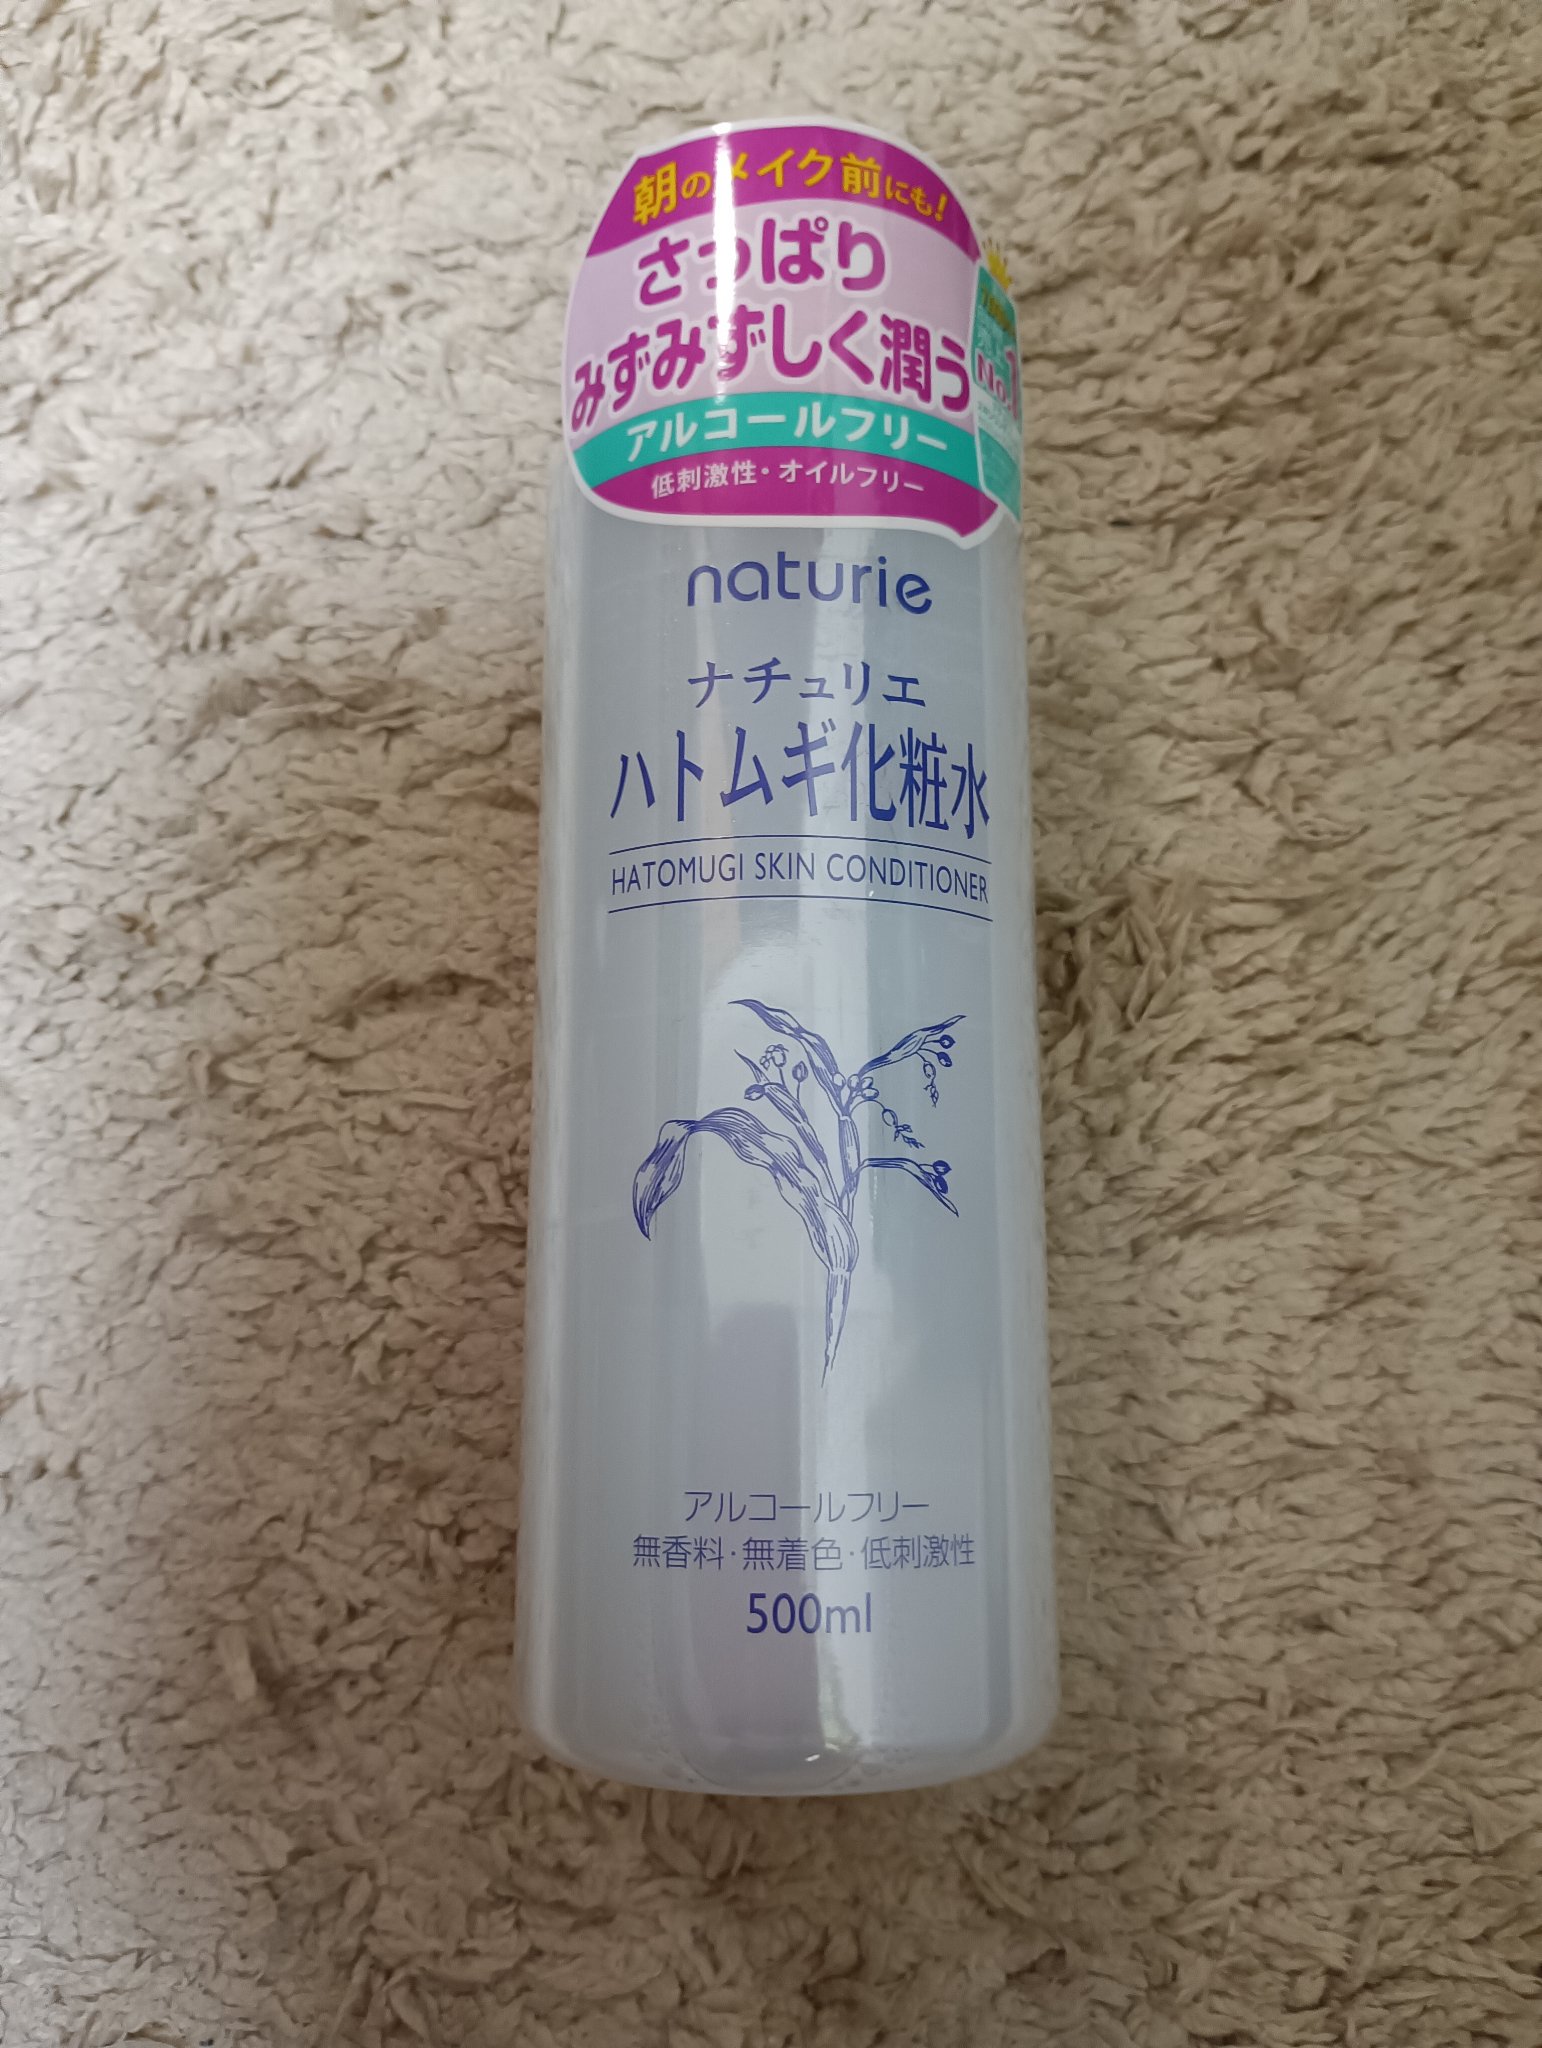 朝のメイク前にも!
さっぱり
みずみずしく潤う
アルコールフリー
低刺激性・オイルフリー
No.1
naturie
ナチュリエ
ハトムギ化粧水
HATOMUGI SKIN CONDITIONER
アルコールフリー
無香料・無着色・低刺激性
500ml